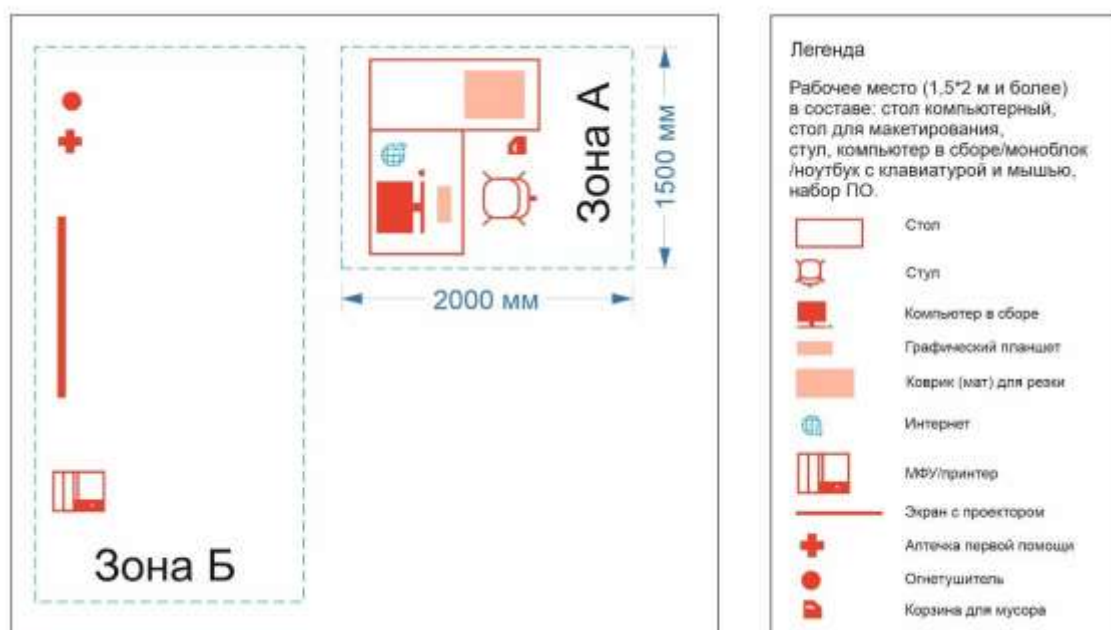 Зона А
1500 мм
2000 мм
Зона Б
Легенда
Рабочее место (1,5*2 м и более)
в составе: стол компьютерный,
стол для макетирования,
стул, компьютер в сборе/моноблок
/ноутбук с клавиатурой и мышью,
набор ПО.
Стол
Стул
Компьютер в сборе
Графический планшет
Коврик (мат) для резки
Интернет
МФУ/принтер
Экран с проектором
Аптечка первой помощи
Огнетушитель
Корзина для мусора